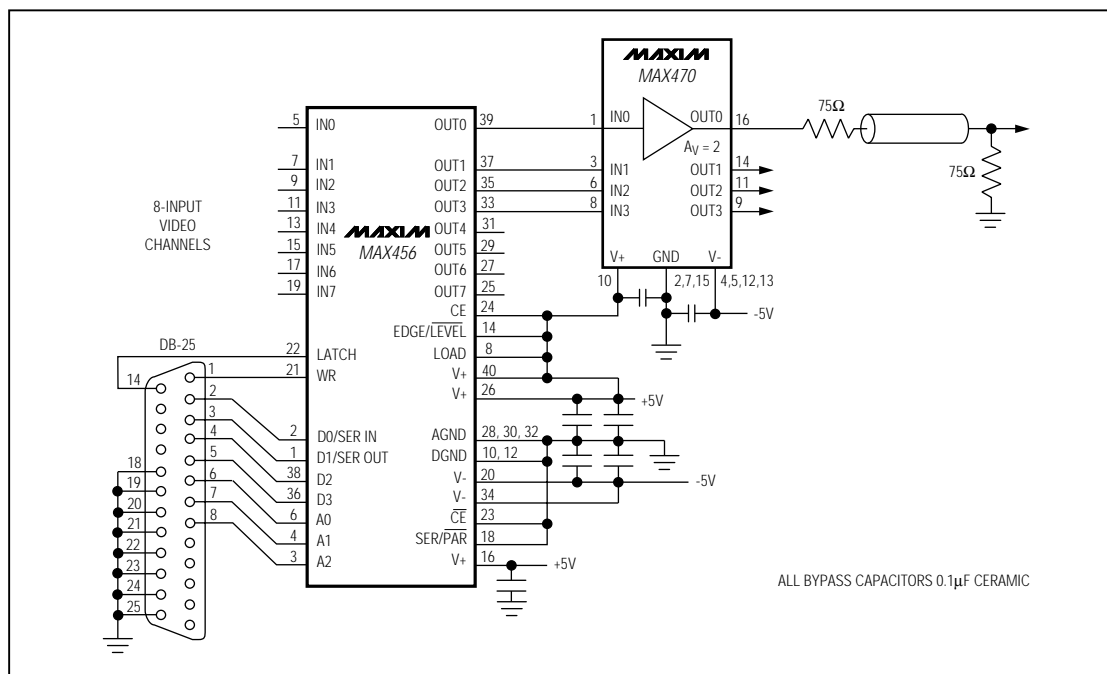 MAXIM
MAX470
1 IN0 OUT0 16
75Ω
AV = 2
3 IN1 OUT1 14
6 IN2 OUT2 11
8 IN3 OUT3 9
75Ω
V+ GND V-
10 2,7,15 4,5,12,13
-5V
8-INPUT
VIDEO
CHANNELS
MAXIM
MAX456
5 IN0 OUT0 39
7 IN1 OUT1 37
9 IN2 OUT2 35
11 IN3 OUT3 33
13 IN4 OUT4 31
15 IN5 OUT5 29
17 IN6 OUT6 27
19 IN7 OUT7 25
CE 24
EDGE/LEVEL 14
22 LATCH LOAD 8
21 WR V+ 40
V+ 26
+5V
2 D0/SER IN AGND 28, 30, 32
1 D1/SER OUT DGND 10, 12
38 D2 V- 20
-5V
36 D3 V- 34
6 A0 CE 23
4 A1 SER/PAR 18
3 A2 V+ 16
+5V
DB-25
14
1
2
3
4
5
6
7
8
18
19
20
21
22
23
24
25
ALL BYPASS CAPACITORS 0.1µF CERAMIC